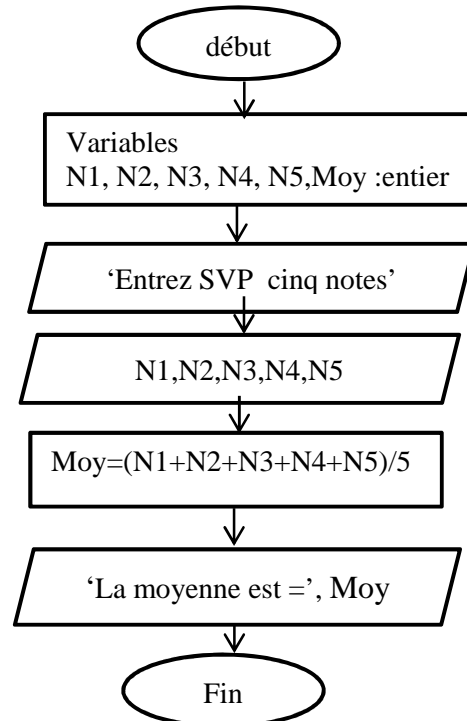 début
Variables
N1, N2, N3, N4, N5,Moy :entier
‘Entrez SVP cinq notes’
N1,N2,N3,N4,N5
Moy=(N1+N2+N3+N4+N5)/5
‘La moyenne est =’, Moy
Fin